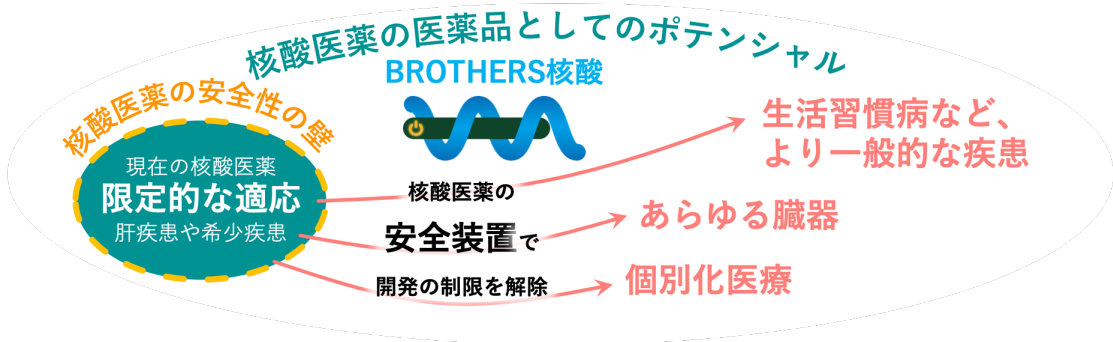 核酸医薬の医薬品としてのポテンシャル
BROTHERS核酸
核酸医薬の安全性の壁
現在の核酸医薬
限定的な適応
肝疾患や希少疾患
核酸医薬の
安全装置で
開発の制限を解除
生活習慣病など、
より一般的な疾患
あらゆる臓器
個別化医療